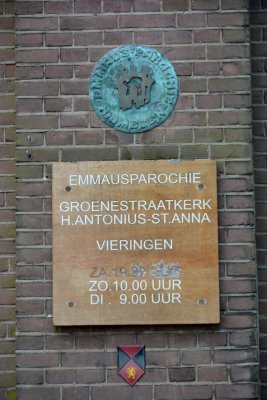 EMMAUSPAROCHIE
GROENESTRAATKERK
H.ANTONIUS-ST.ANNA
VIERINGEN
ZO.10.00 UUR
DI. 9.00 UUR